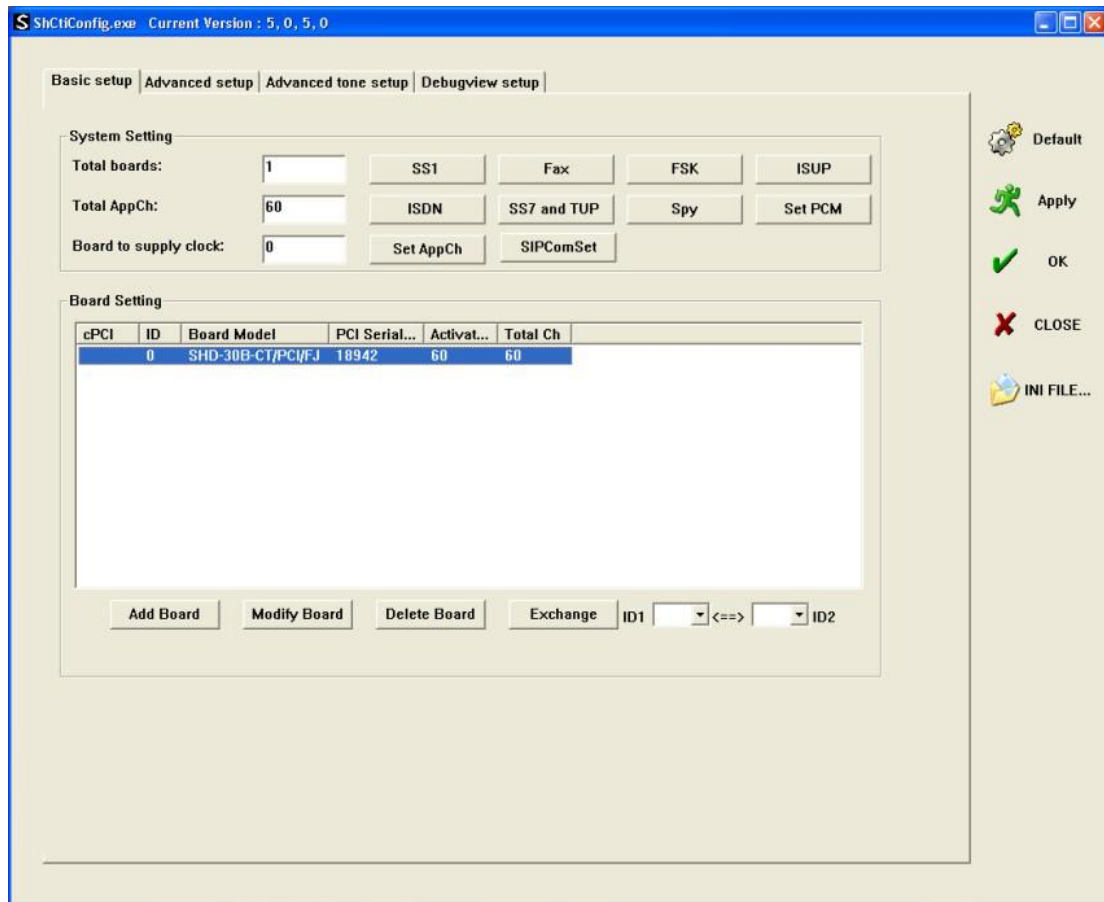 ShCtiConfig.exe Current Version : 5, 0, 5, 0
Basic setup Advanced setup Advanced tone setup Debugview setup
System Setting
Total boards: 1 SS1 Fax FSK ISUP
Total AppCh: 60 ISDN SS7 and TUP Spy Set PCM
Board to supply clock: 0 Set AppCh SIPComSet
Board Setting
cPCI ID Board Model PCI Serial... Activat... Total Ch
0 SHD-30B-CT/PCI/FJ 18942 60 60
Add Board Modify Board Delete Board Exchange ID1 <==> ID2
Default
Apply
OK
CLOSE
INI FILE...